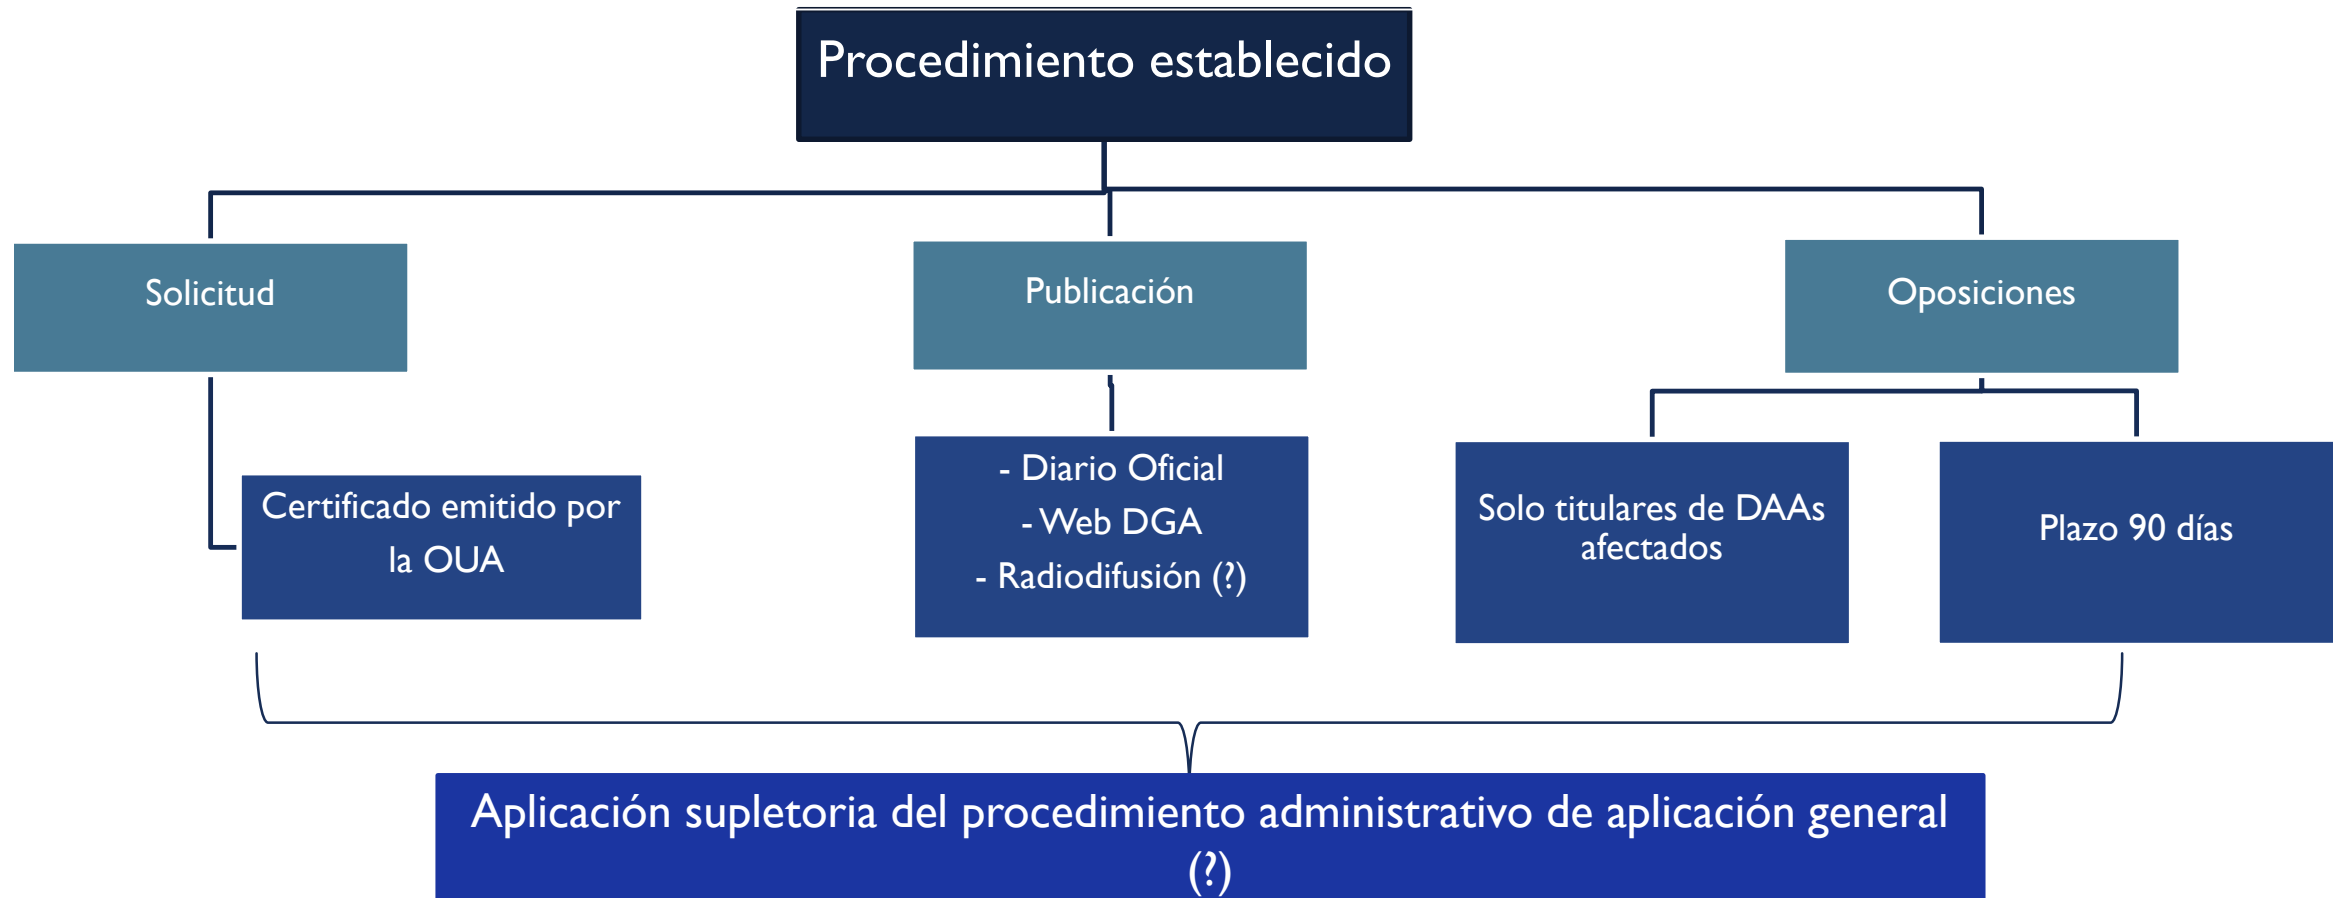 Procedimiento establecido
Solicitud
Publicación
Oposiciones
Certificado emitido por
la OUA
- Diario Oficial
- Web DGA
- Radiodifusión (?)
Solo titulares de DAAs
afectados
Plazo 90 días
Aplicación supletoria del procedimiento administrativo de aplicación general
(?)